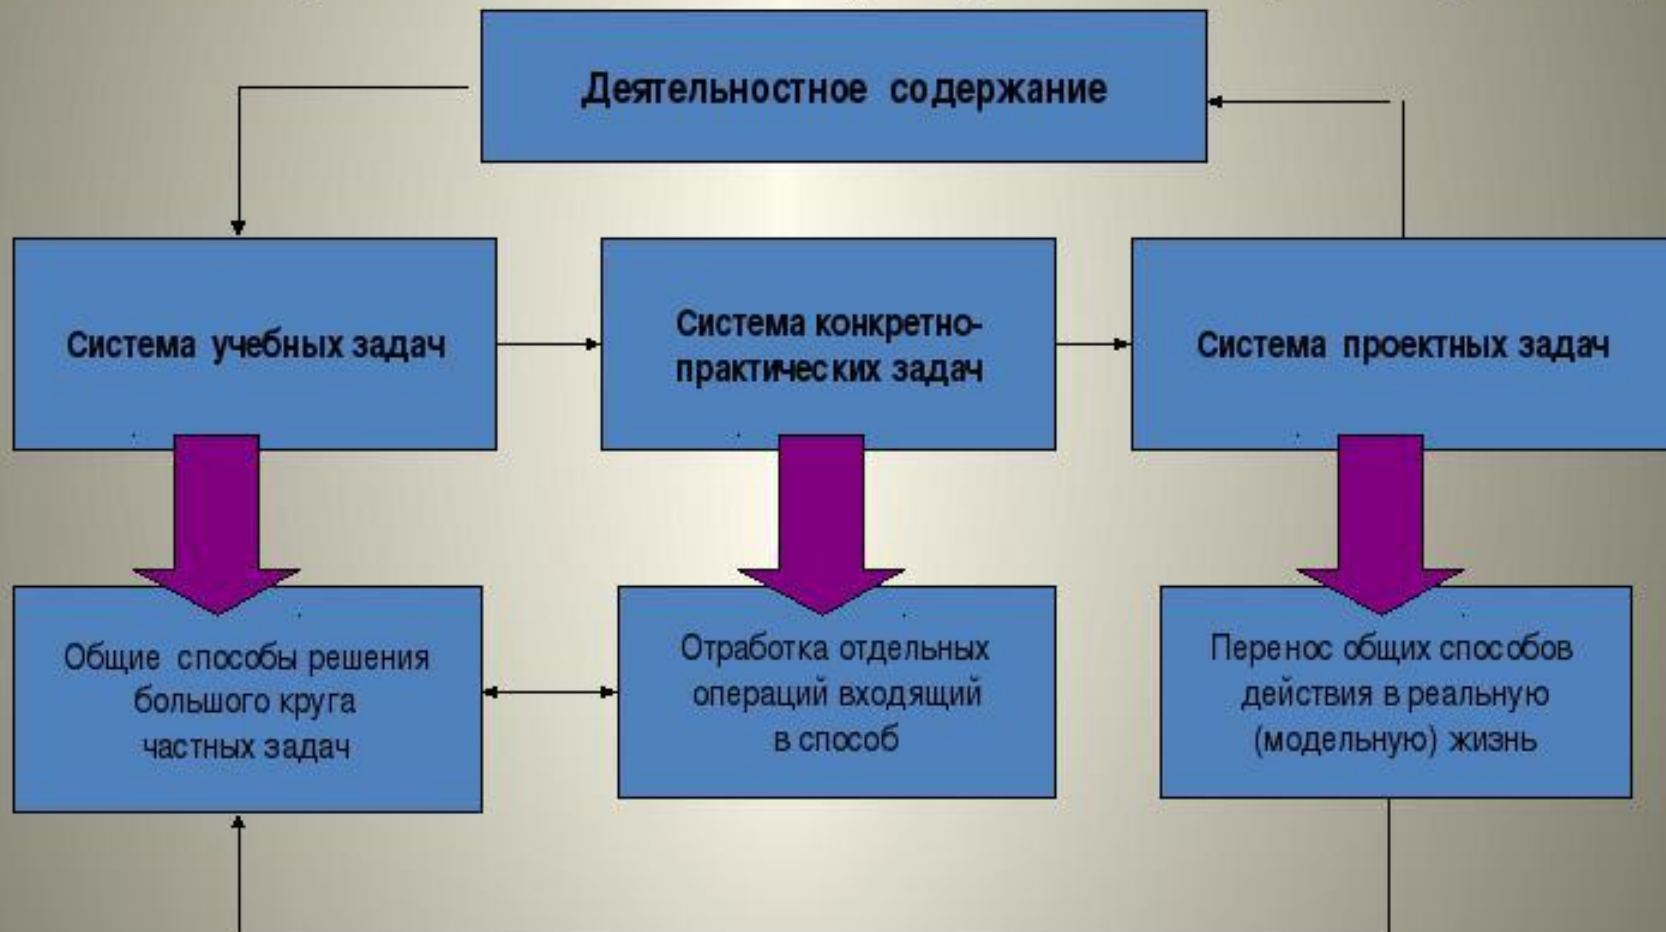 Деятельностное содержание
Система учебных задач
Система конкретно-
практических задач
Система проектных задач
Общие способы решения
большого круга
частных задач
Отработка отдельных
операций входящий
в способ
Перенос общих способов
действия в реальную
(модельную) жизнь